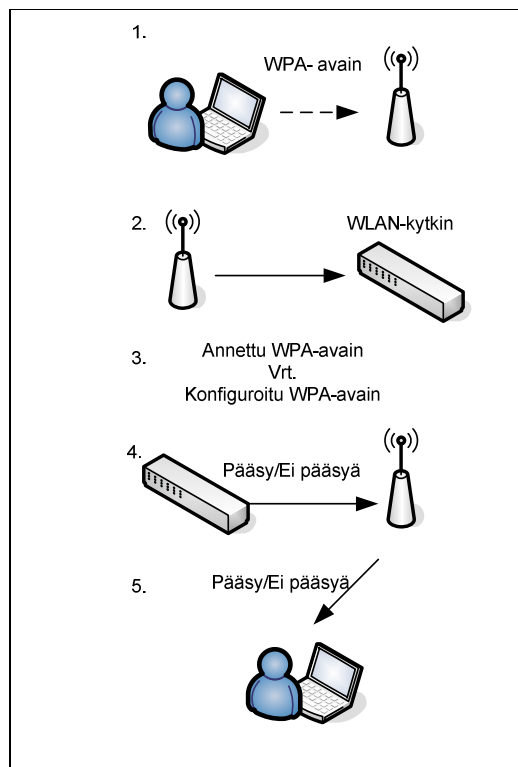 1.
WPA- avain
2.
WLAN-kytkin
3.
Annettu WPA-avain
Vrt.
Konfiguroitu WPA-avain
4.
Pääsy/Ei pääsyä
5.
Pääsy/Ei pääsyä